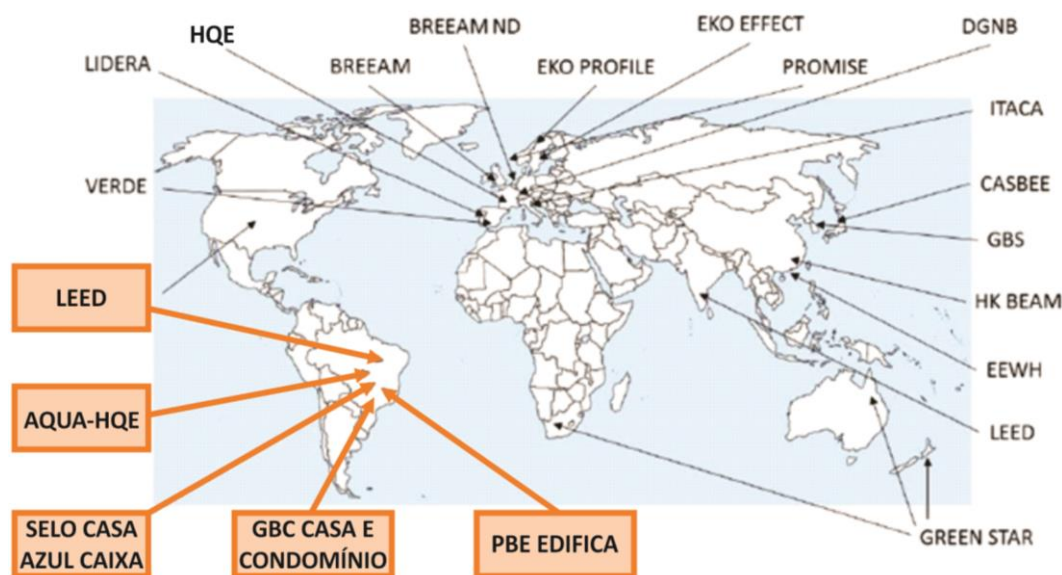 HQE
BREEAM ND
EKO EFFECT
DGNB
LIDERA
BREEAM
EKO PROFILE
PROMISE
ITACA
VERDE
CASBEE
GBS
LEED
HK BEAM
AQUA-HQE
EEWH
LEED
SELO CASA
AZUL CAIXA
GBC CASA E
CONDOMÍNIO
PBE EDIFICA
GREEN STAR